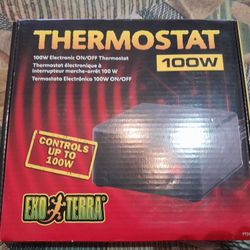 THERMOSTAT
100W
100W Electronic ON/OFF Thermostat
Thermostat électronique à
interrupteur marche-arrêt 100 W
Termostato Electrónico 100W ON/OFF
CONTROLS
UP TO
100W
EXO TERRA